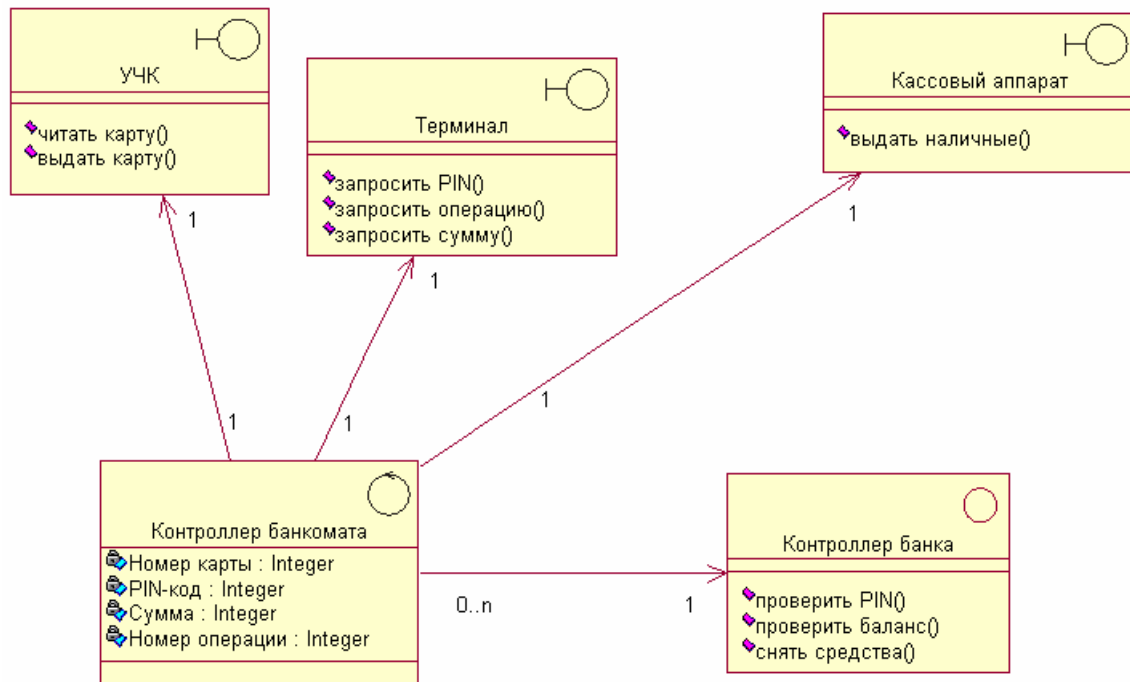 УЧК
читать карту()
выдать карту()
Терминал
запросить PIN()
запросить операцию()
запросить сумму()
Кассовый аппарат
выдать наличные()
1
1
1
1
1
1
Контроллер банкомата
Номер карты : Integer
PIN-код : Integer
Сумма : Integer
Номер операции : Integer
0..n
1
Контроллер банка
проверить PIN()
проверить баланс()
снять средства()